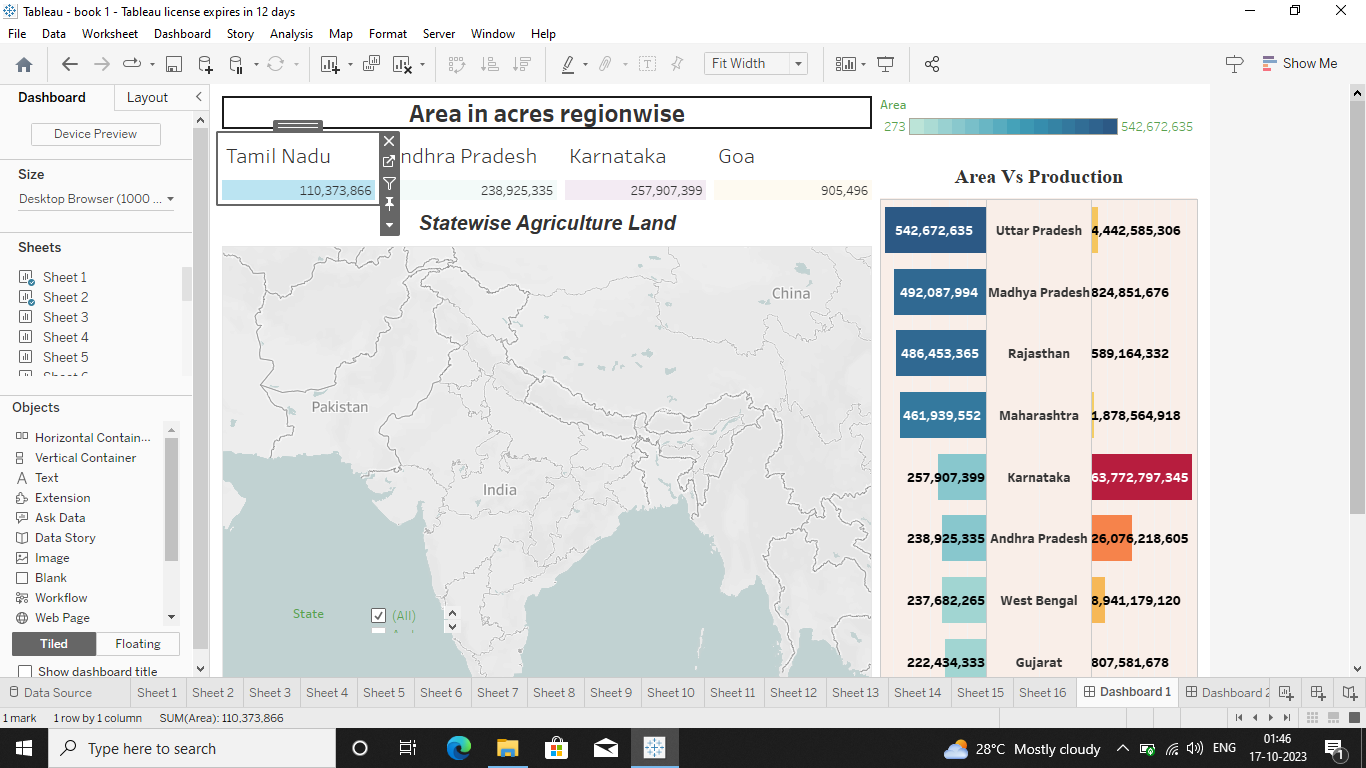 Tableau - book 1 - Tableau license expires in 12 days
File Data Worksheet Dashboard Story Analysis Map Format Server Window Help
Fit Width
Show Me
Dashboard Layout
Device Preview
Size
Desktop Browser (1000 ...
Sheets
Sheet 1
Sheet 2
Sheet 3
Sheet 4
Sheet 5
Objects
Horizontal Contain...
Vertical Container
Text
Extension
Ask Data
Data Story
Image
Blank
Workflow
Web Page
Tiled Floating
Show dashboard title
Area in acres regionwise
Tamil Nadu ndhra Pradesh Karnataka Goa
110,373,866 238,925,335 257,907,399 905,496
Statewise Agriculture Land
China
Pakistan
India
State (All)
Area
273 542,672,635
Area Vs Production
542,672,635 Uttar Pradesh 4,442,585,306
492,087,994 Madhya Pradesh 824,851,676
486,453,365 Rajasthan 589,164,332
461,939,552 Maharashtra 1,878,564,918
257,907,399 Karnataka 63,772,797,345
238,925,335 Andhra Pradesh 26,076,218,605
237,682,265 West Bengal 8,941,179,120
222,434,333 Gujarat 807,581,678
Data Source Sheet 1 Sheet 2 Sheet 3 Sheet 4 Sheet 5 Sheet 6 Sheet 7 Sheet 8 Sheet 9 Sheet 10 Sheet 11 Sheet 12 Sheet 13 Sheet 14 Sheet 15 Sheet 16 Dashboard 1 Dashboard 2
1 mark 1 row by 1 column SUM(Area): 110,373,866
Type here to search
28°C Mostly cloudy
ENG
01:46
17-10-2023
1